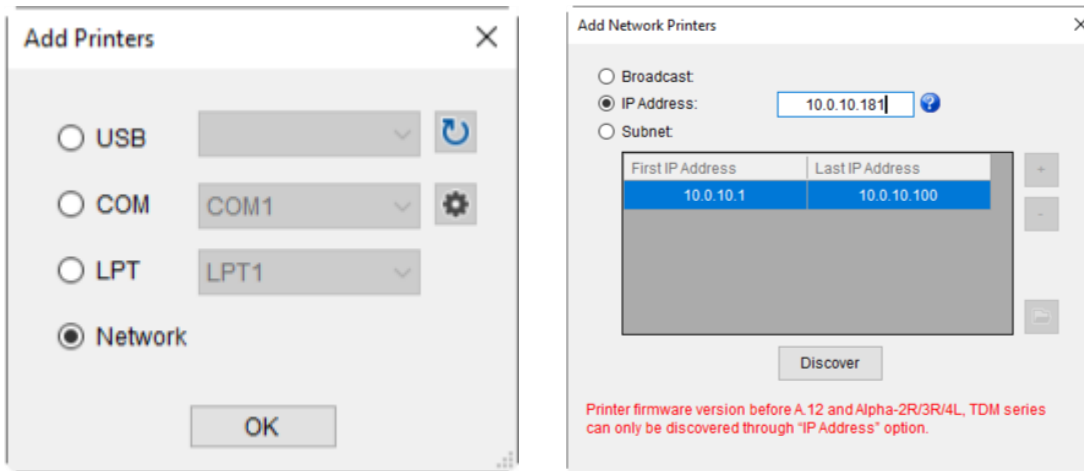 Add Printers
USB
COM COM1
LPT LPT1
Network
OK
Add Network Printers
Broadcast:
IP Address: 10.0.10.181
Subnet:
First IP Address Last IP Address
10.0.10.1 10.0.10.100
+
-
Discover
Printer firmware version before A.12 and Alpha-2R/3R/4L, TDM series
can only be discovered through “IP Address” option.